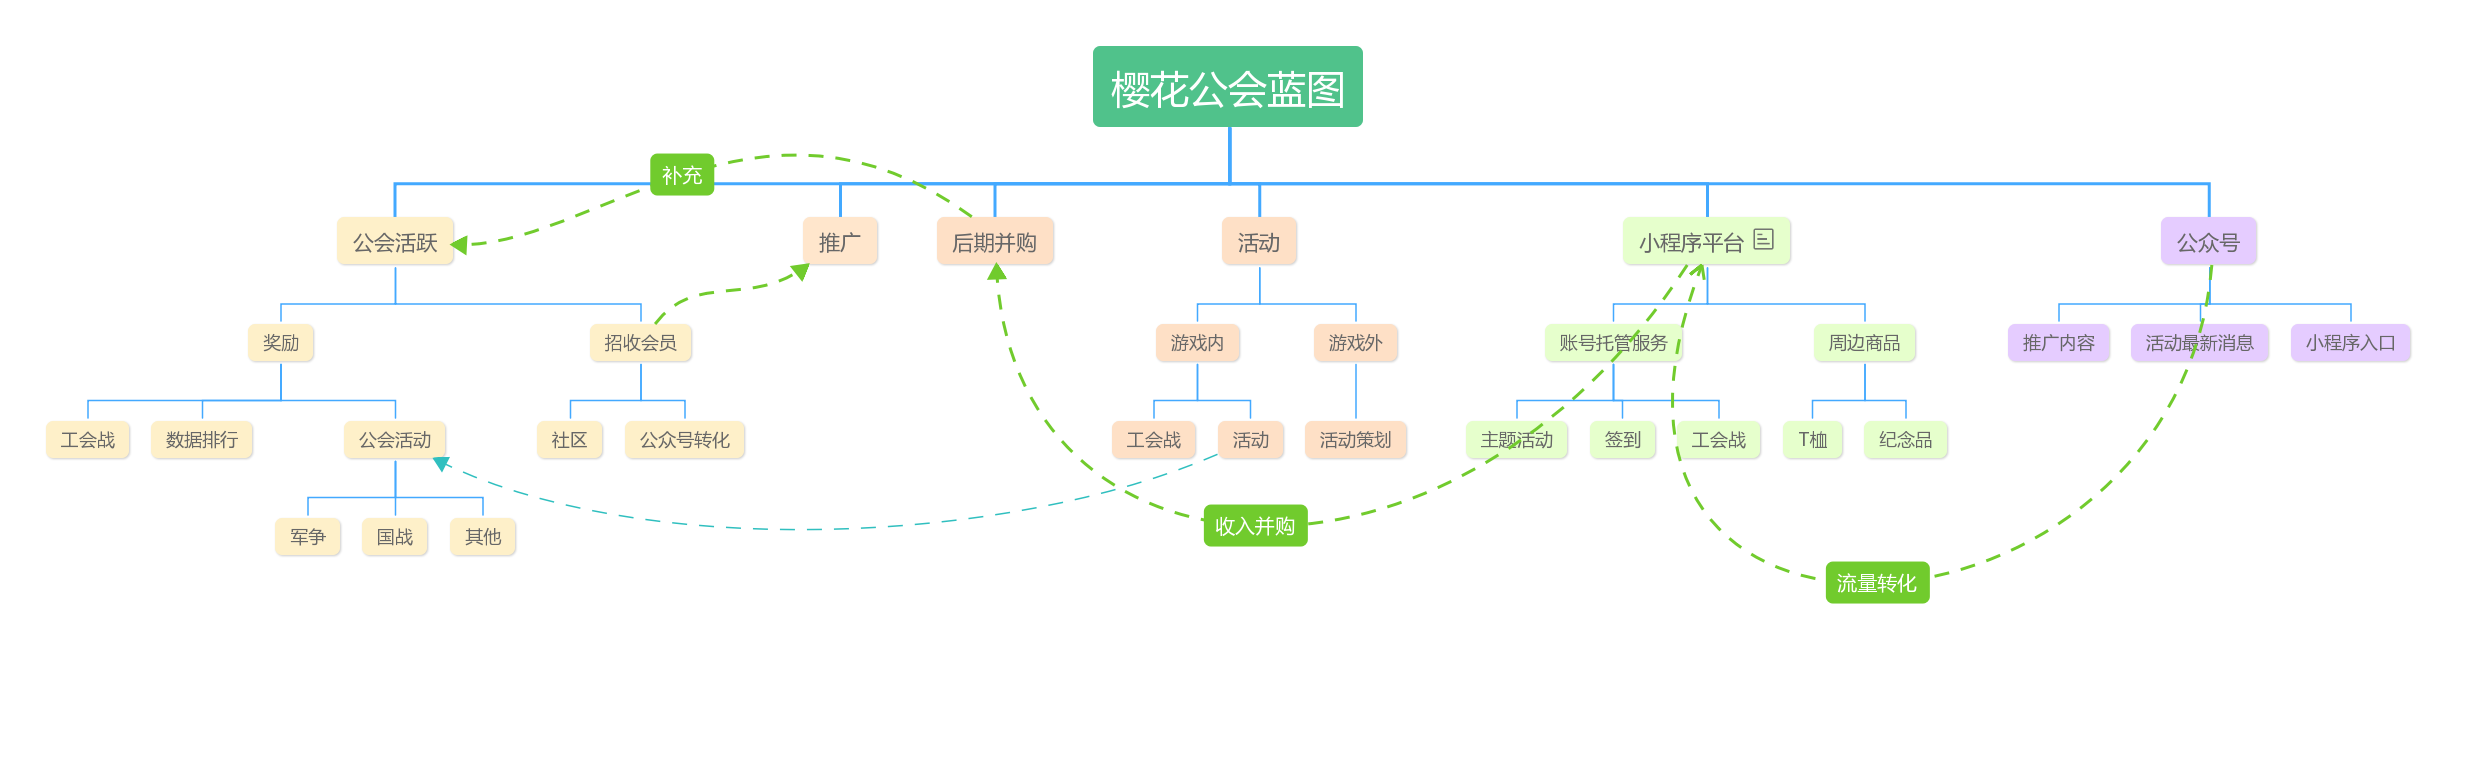 樱花公会蓝图
补充
公会活跃
推广
后期并购
活动
小程序平台
公众号
奖励
招收会员
游戏内
游戏外
账号托管服务
周边商品
推广内容
活动最新消息
小程序入口
工会战
数据排行
公会活动
社区
公众号转化
工会战
活动
活动策划
主题活动
签到
工会战
T桖
纪念品
军争
国战
其他
收入并购
流量转化